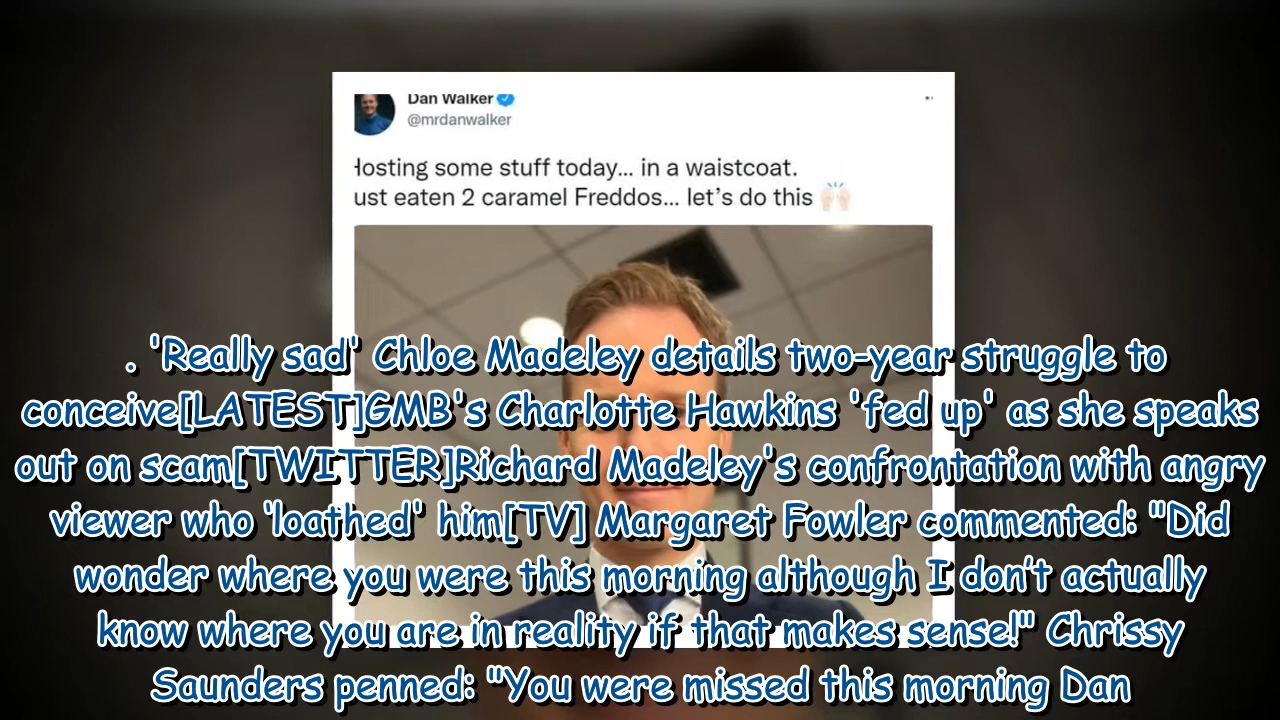 Dan Walker
@mrdanwalker
Hosting some stuff today... in a waistcoat.
ust eaten 2 caramel Freddos... let's do this 🙌🏻
. 'Really sad' Chloe Madeley details two-year struggle to
conceive[LATEST]GMB's Charlotte Hawkins 'fed up' as she speaks
out on scam[TWITTER]Richard Madeley's confrontation with angry
viewer who 'loathed' him[TV] Margaret Fowler commented: "Did
wonder where you were this morning although I don’t actually
know where you are in reality if that makes sense!" Chrissy
Saunders penned: "You were missed this morning Dan